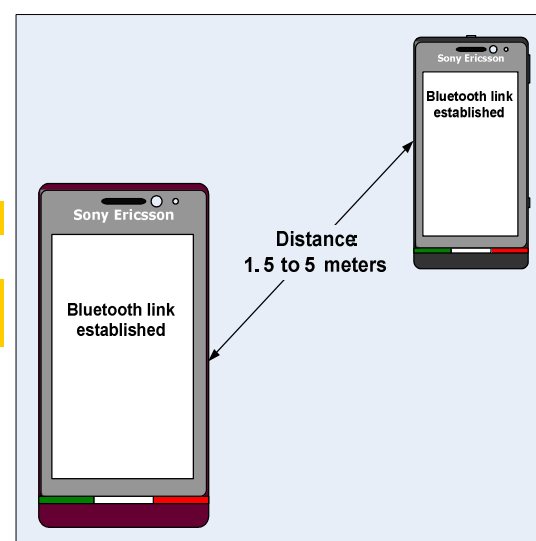 Sony Ericsson
Bluetooth link
established
Distance:
1.5 to 5 meters
Sony Ericsson
Bluetooth link
established